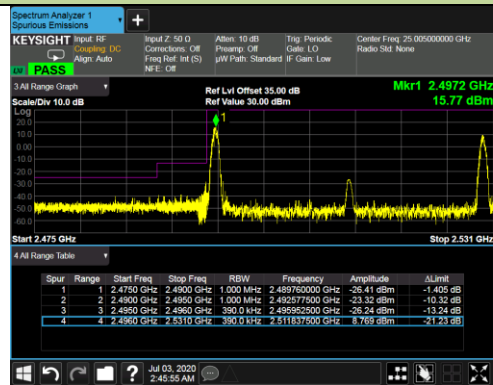 Spectrum Analyzer 1
Spurious Emissions
KEYSIGHT Input: RF Input Z: 50 Ω Atten: 10 dB Trig: Periodic Center Freq: 25.005000000 GHz
Coupling: DC Corrections: Off Preamp: Off Gate: LO Radio Std: None
Align: Auto Freq Ref: Int (S) µW Path: Standard IF Gain: Low
NFE: Off
LM PASS
3 All Range Graph Ref Lvl Offset 35.00 dB Mkr1 2.4972 GHz
Scale/Div 10.0 dB Ref Value 30.00 dBm 15.77 dBm
Log
20.0
10.0
0.00
-10.0
-20.0
-30.0
-40.0
-50.0
-60.0
1
Start 2.475 GHz Stop 2.531 GHz
4 All Range Table
Spur Range Start Freq Stop Freq RBW Frequency Amplitude ΔLimit
1 1 2.4750 GHz 2.4900 GHz 1.000 MHz 2.489760000 GHz -26.41 dBm -1.405 dB
2 2 2.4900 GHz 2.4950 GHz 1.000 MHz 2.492577500 GHz -23.32 dBm -10.32 dB
3 3 2.4950 GHz 2.4960 GHz 390.0 kHz 2.495952500 GHz -26.24 dBm -13.24 dB
4 4 2.4960 GHz 2.5310 GHz 390.0 kHz 2.511837500 GHz 8.769 dBm -21.23 dB
Jul 03, 2020
2:45:55 AM